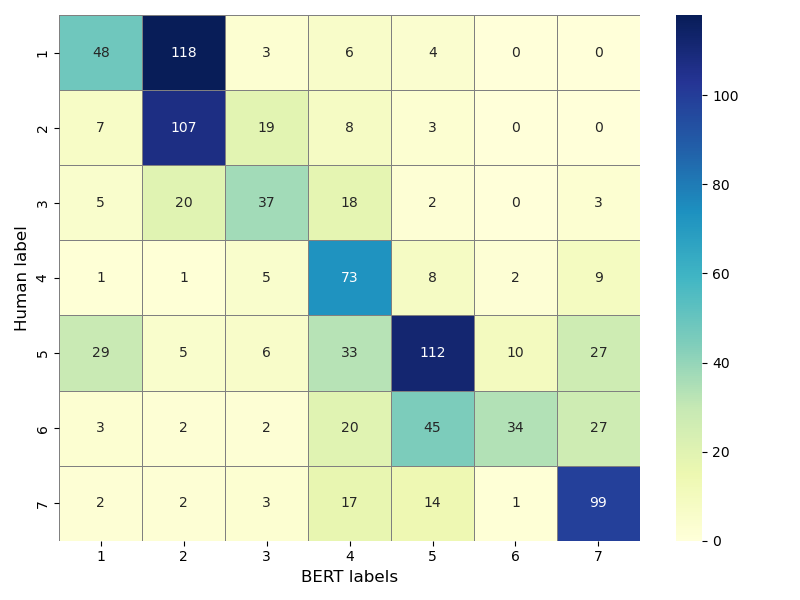 1 48 118 3 6 4 0 0
2 7 107 19 8 3 0 0
3 5 20 37 18 2 0 3
4 1 1 5 73 8 2 9
5 29 5 6 33 112 10 27
6 3 2 2 20 45 34 27
7 2 2 3 17 14 1 99
1 2 3 4 5 6 7
BERT labels
Human label
100
80
60
40
20
0